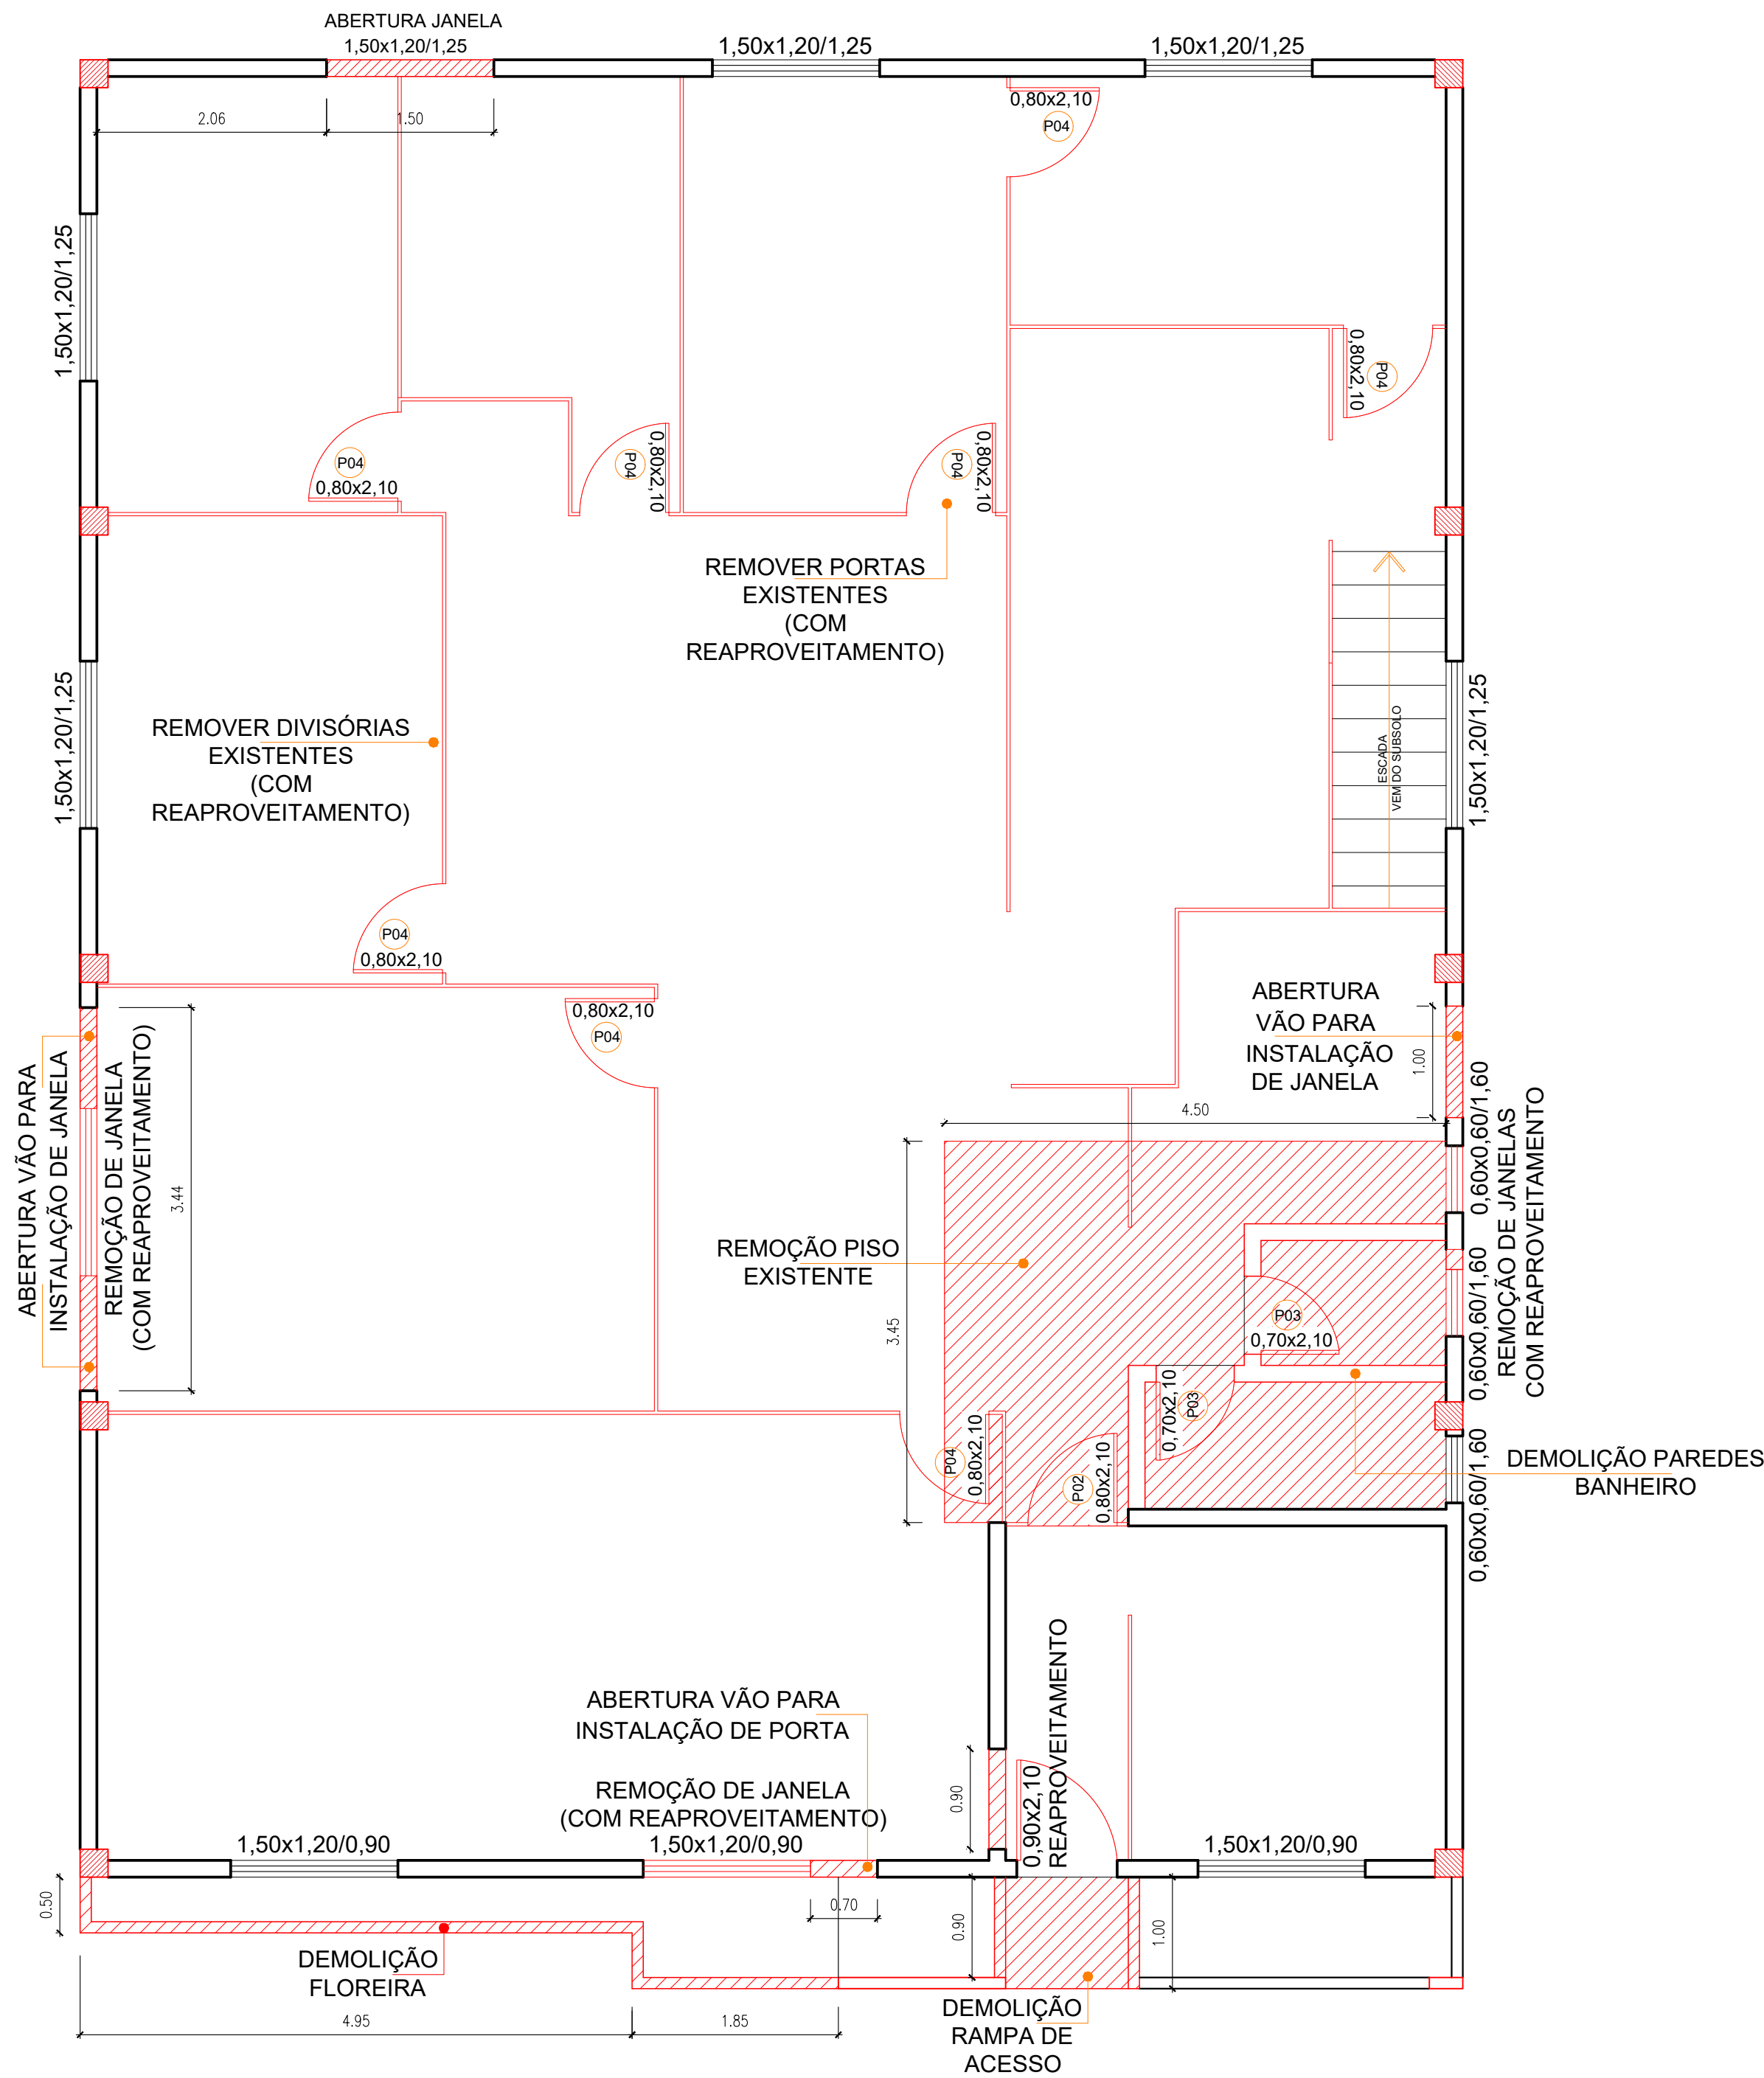 ABERTURA JANELA
1,50x1,20/1,25
1,50x1,20/1,25
1,50x1,20/1,25
2.06
1.50
0,80x2,10
P04
1,50x1,20/1,25
0,80x2,10
P04
P04
0,80x2,10
P04
0,80x2,10
P04
0,80x2,10
REMOVER PORTAS
EXISTENTES
(COM
REAPROVEITAMENTO)
1,50x1,20/1,25
REMOVER DIVISÓRIAS
EXISTENTES
(COM
REAPROVEITAMENTO)
ESCADA
VEM DO SUBSOLO
1,50x1,20/1,25
P04
0,80x2,10
0,80x2,10
P04
ABERTURA
VÃO PARA
INSTALAÇÃO
DE JANELA
1.00
ABERTURA VÃO PARA
INSTALAÇÃO DE JANELA
REMOÇÃO DE JANELA
(COM REAPROVEITAMENTO)
3.44
4.50
0,60x0,60/1,60
0,60x0,60/1,60
REMOÇÃO DE JANELAS
COM REAPROVEITAMENTO
REMOÇÃO PISO
EXISTENTE
3.45
P03
0,70x2,10
0,70x2,10
P03
P04
0,80x2,10
P02
0,80x2,10
0,60x0,60/1,60
DEMOLIÇÃO PAREDES
BANHEIRO
ABERTURA VÃO PARA
INSTALAÇÃO DE PORTA
REMOÇÃO DE JANELA
(COM REAPROVEITAMENTO)
0.90
0,90x2,10
REAPROVEITAMENTO
1,50x1,20/0,90
1,50x1,20/0,90
1,50x1,20/0,90
0.50
0.70
0.90
1.00
DEMOLIÇÃO
FLOREIRA
DEMOLIÇÃO
RAMPA DE
ACESSO
4.95
1.85